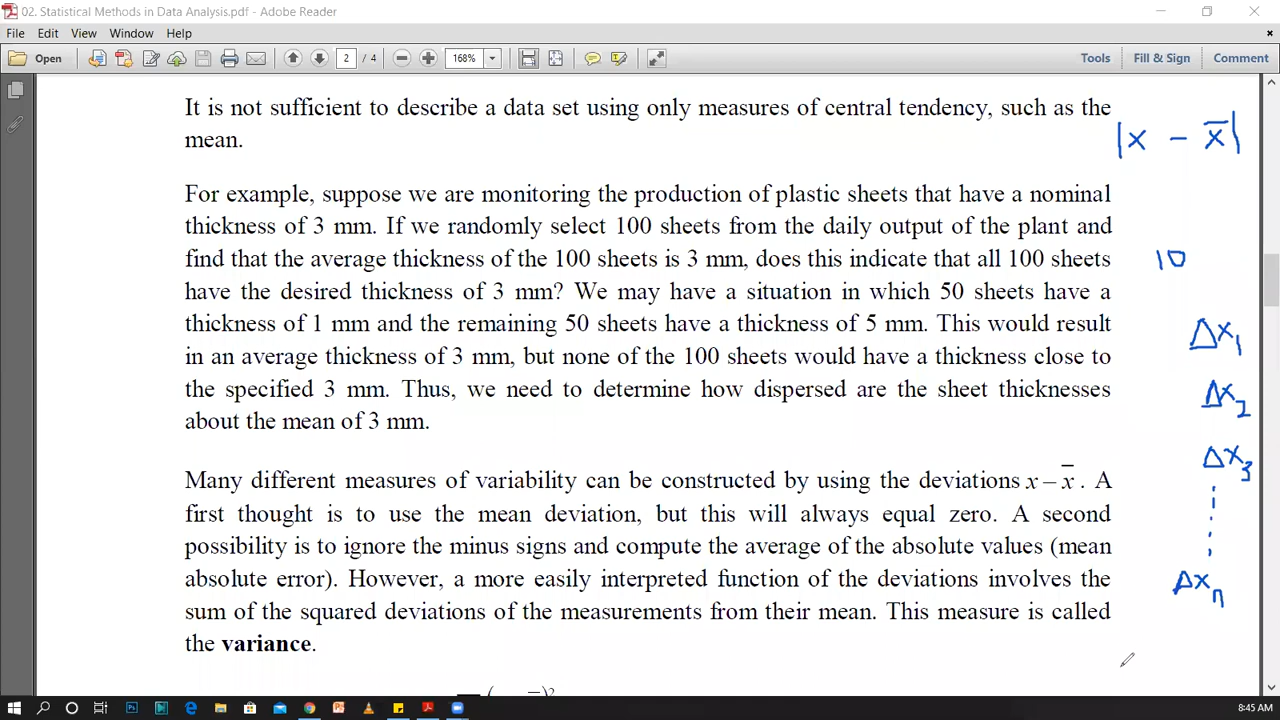 02. Statistical Methods in Data Analysis.pdf - Adobe Reader
File Edit View Window Help
Open 2 / 4 168% Tools Fill & Sign Comment
It is not sufficient to describe a data set using only measures of central tendency, such as the
mean.
|x - x̅|
For example, suppose we are monitoring the production of plastic sheets that have a nominal
thickness of 3 mm. If we randomly select 100 sheets from the daily output of the plant and
find that the average thickness of the 100 sheets is 3 mm, does this indicate that all 100 sheets
10
have the desired thickness of 3 mm? We may have a situation in which 50 sheets have a
thickness of 1 mm and the remaining 50 sheets have a thickness of 5 mm. This would result
Δx₁
in an average thickness of 3 mm, but none of the 100 sheets would have a thickness close to
the specified 3 mm. Thus, we need to determine how dispersed are the sheet thicknesses
Δx₂
about the mean of 3 mm.
Δx₃
Many different measures of variability can be constructed by using the deviations x – x̅ . A
first thought is to use the mean deviation, but this will always equal zero. A second
possibility is to ignore the minus signs and compute the average of the absolute values (mean
absolute error). However, a more easily interpreted function of the deviations involves the
Δxₙ
sum of the squared deviations of the measurements from their mean. This measure is called
the variance.
8:45 AM